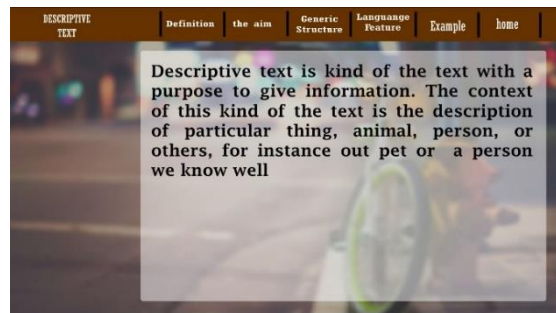 DESCRIPTIVE
TEXT
Definition
the aim
Generic
Structure
Languange
Feature
Example
home
Descriptive text is kind of the text with a
purpose to give information. The context
of this kind of the text is the description
of particular thing, animal, person, or
others, for instance out pet or a person
we know well